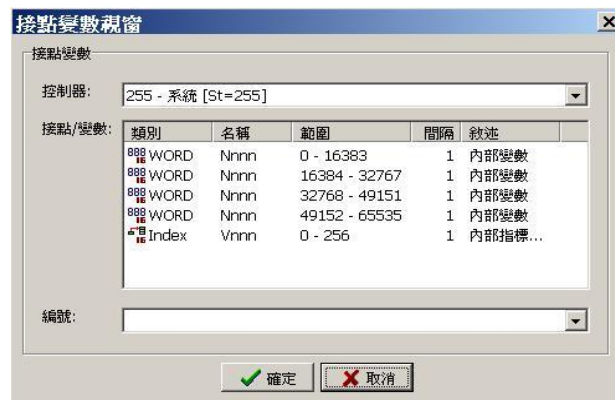 接點變數視窗
接點變數
控制器: 255 - 系統 [St=255]
接點/變數: 類別 名稱 範圍 間隔 敘述
WORD Nnnn 0 - 16383 1 內部變數
WORD Nnnn 16384 - 32767 1 內部變數
WORD Nnnn 32768 - 49151 1 內部變數
WORD Nnnn 49152 - 65535 1 內部變數
Index Vnnn 0 - 256 1 內部指標...
編號:
確定 取消